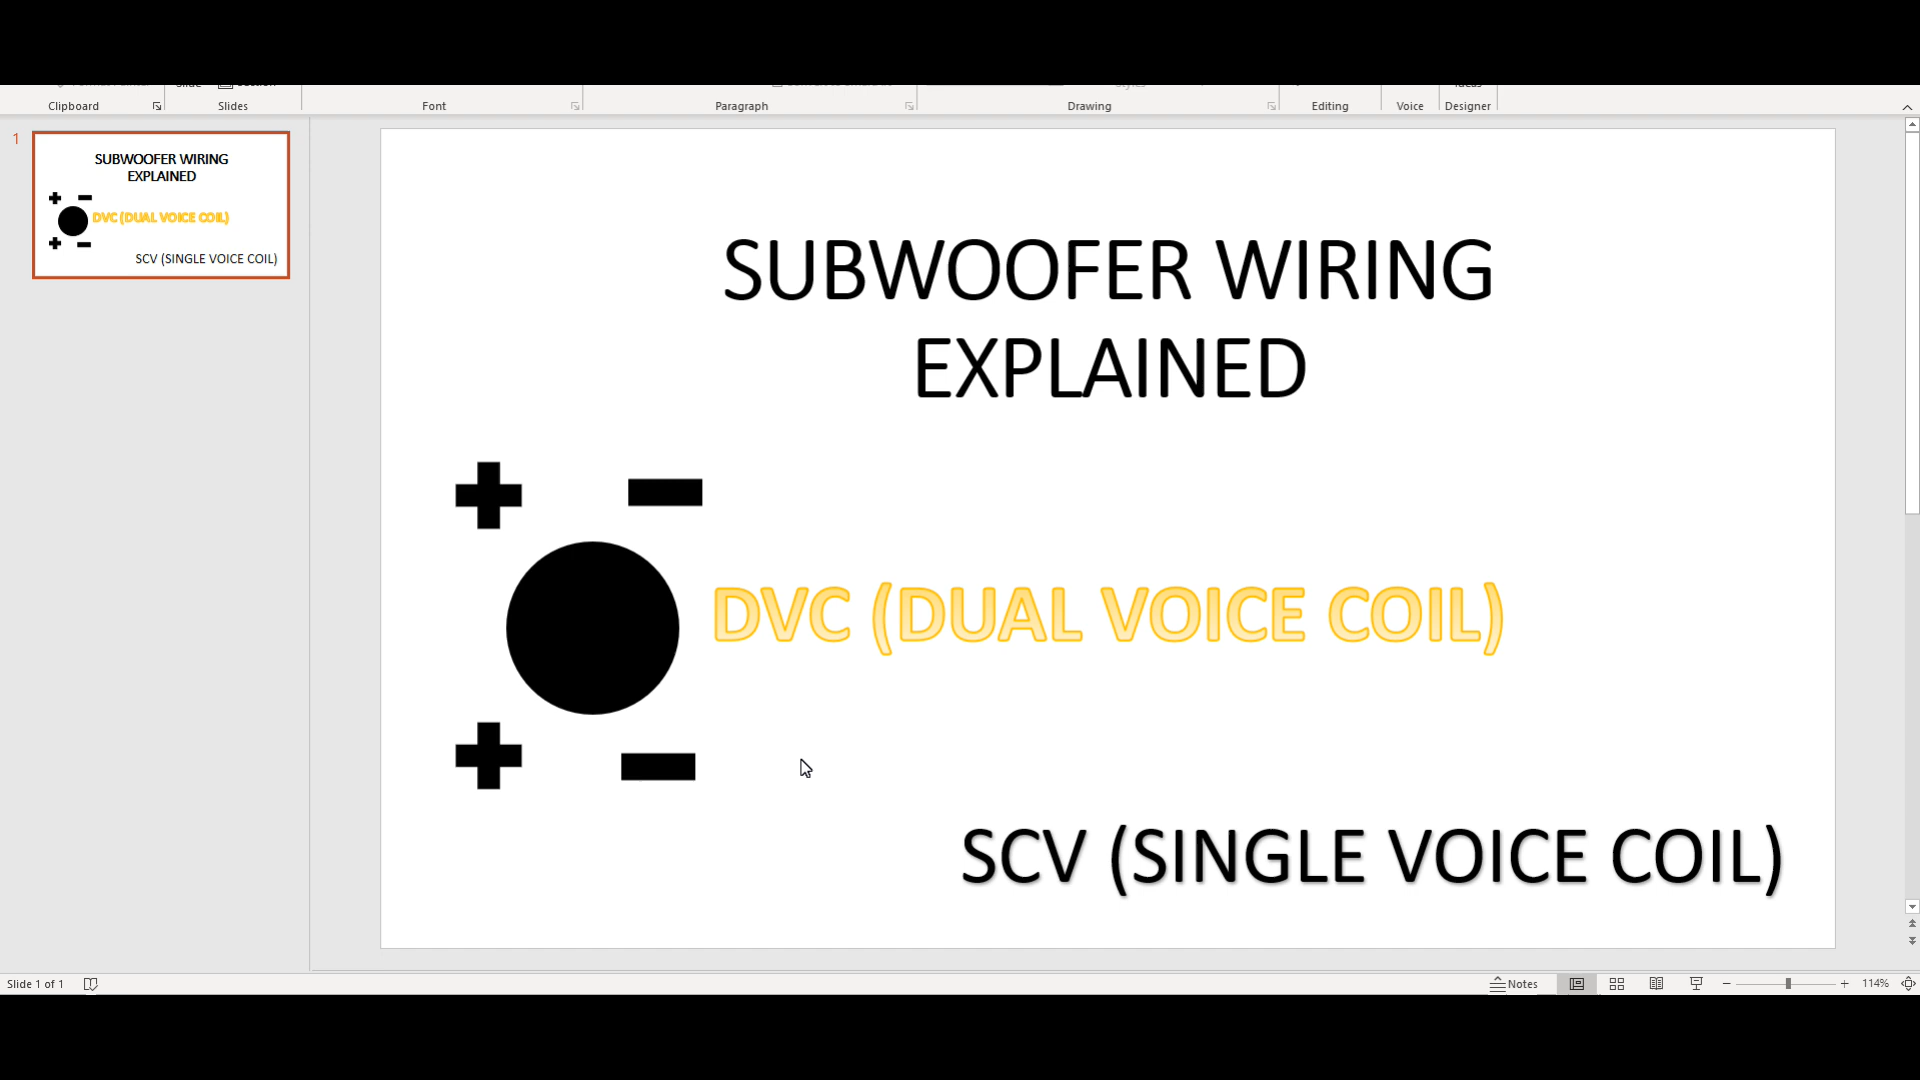 Clipboard
Slides
Font
Paragraph
Drawing
Editing
Voice
Designer
1
SUBWOOFER WIRING
EXPLAINED
DVC (DUAL VOICE COIL)
SCV (SINGLE VOICE COIL)
SUBWOOFER WIRING
EXPLAINED
DVC (DUAL VOICE COIL)
SCV (SINGLE VOICE COIL)
Slide 1 of 1
Notes
114%